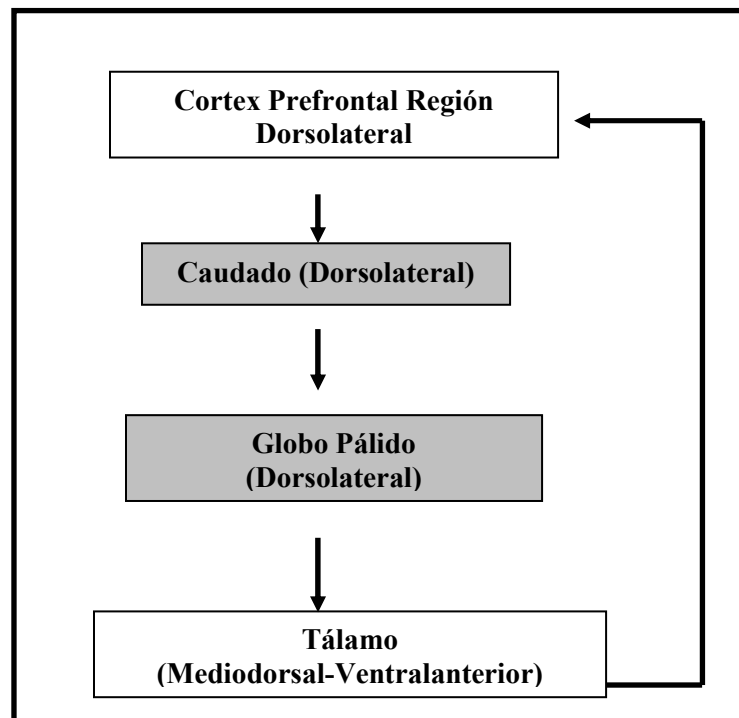 Cortex Prefrontal Región
Dorsolateral
Caudado (Dorsolateral)
Globo Pálido
(Dorsolateral)
Tálamo
(Mediodorsal-Ventralanterior)